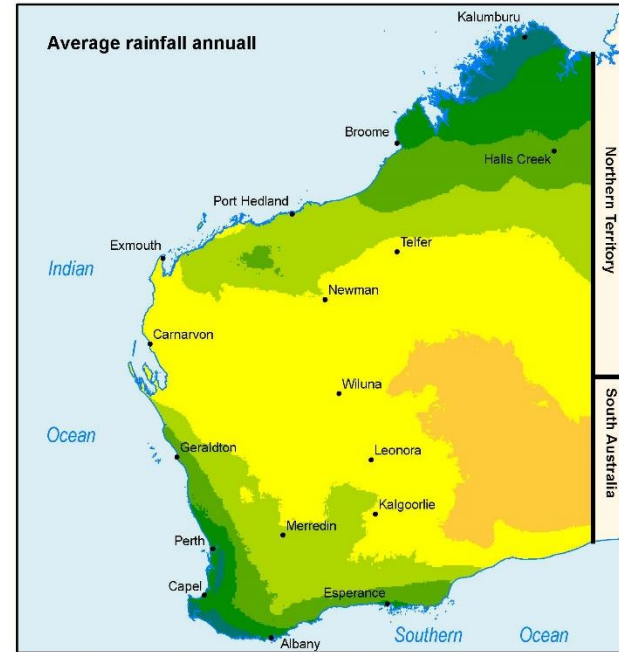 Average rainfall annuall
Kalumburu
Broome
Halls Creek
Port Hedland
Exmouth
Telfer
Indian
Newman
Carnarvon
Wiluna
Ocean
Geraldton
Leonora
Kalgoorlie
Merredin
Perth
Capel
Esperance
Albany
Southern Ocean
Northern Territory
South Australia